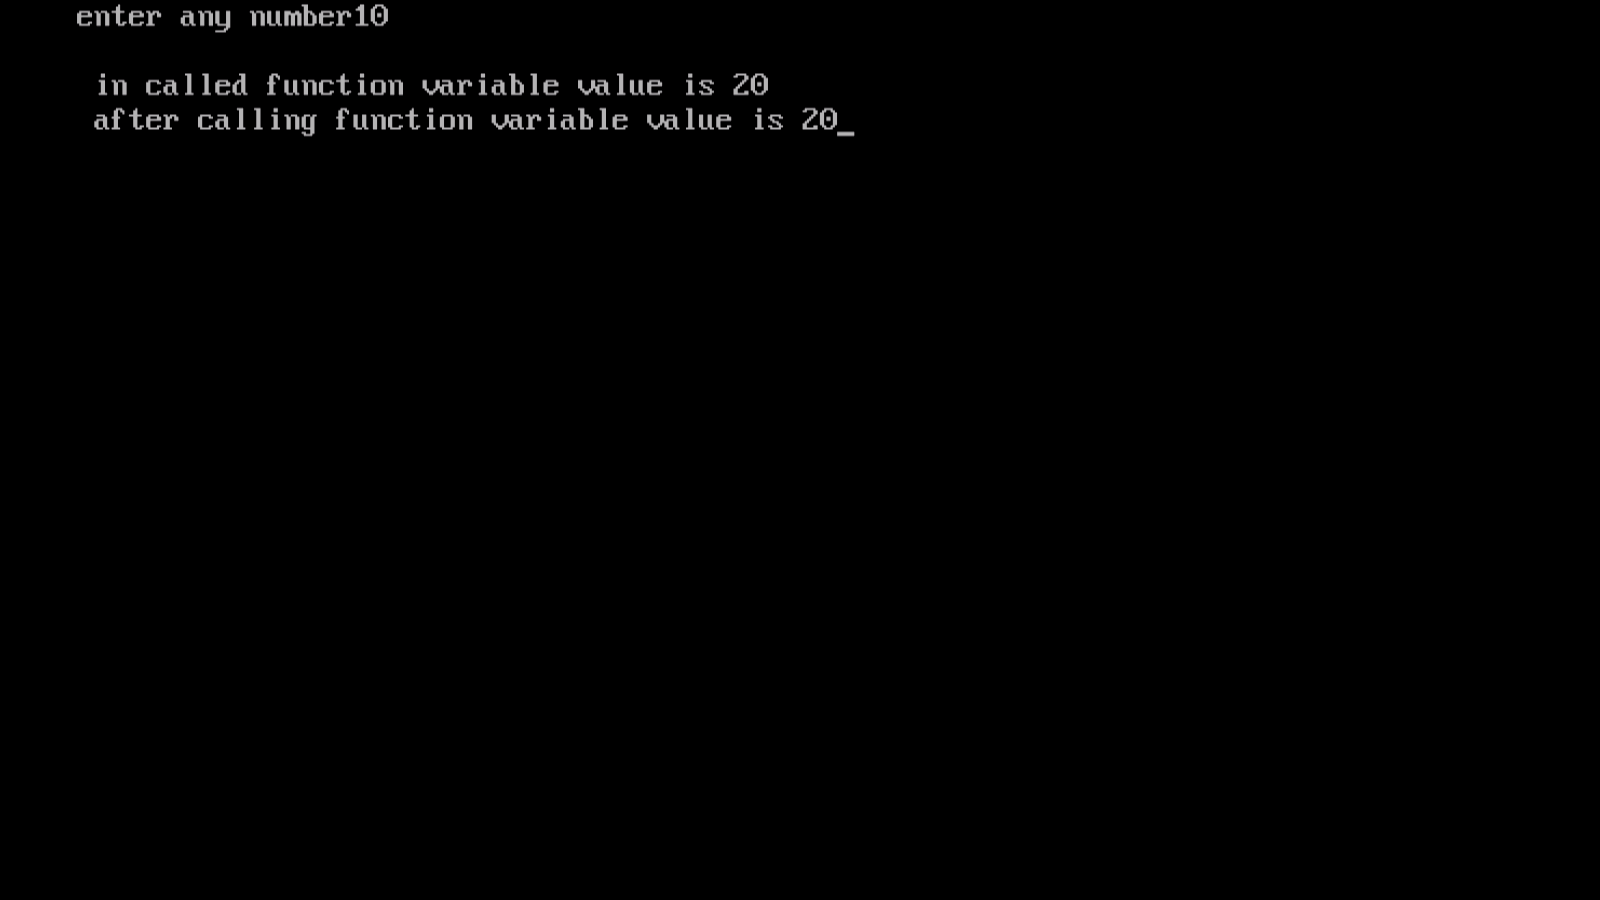 enter any number10
in called function variable value is 20
after calling function variable value is 20_